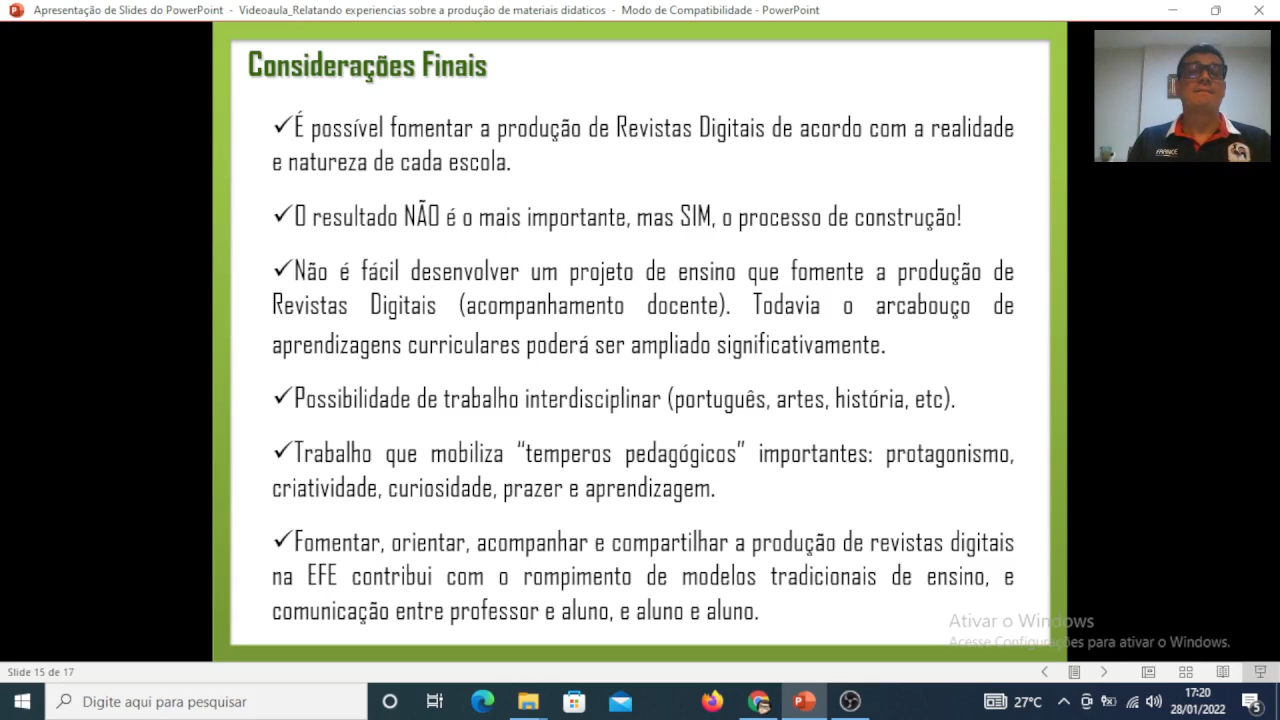 Apresentação de Slides do PowerPoint - Videoaula_Relatando experiencias sobre a produção de materiais didaticos - Modo de Compatibilidade - PowerPoint
Considerações Finais
✓É possível fomentar a produção de Revistas Digitais de acordo com a realidade
e natureza de cada escola.
✓O resultado NÃO é o mais importante, mas SIM, o processo de construção!
✓Não é fácil desenvolver um projeto de ensino que fomente a produção de
Revistas Digitais (acompanhamento docente). Todavia o arcabouço de
aprendizagens curriculares poderá ser ampliado significativamente.
✓Possibilidade de trabalho interdisciplinar (português, artes, história, etc).
✓Trabalho que mobiliza “temperos pedagógicos” importantes: protagonismo,
criatividade, curiosidade, prazer e aprendizagem.
✓Fomentar, orientar, acompanhar e compartilhar a produção de revistas digitais
na EFE contribui com o rompimento de modelos tradicionais de ensino, e
comunicação entre professor e aluno, e aluno e aluno.
FRANCE
Ativar o Windows
Acesse Configurações para ativar o Windows.
Slide 15 de 17
Digite aqui para pesquisar
27°C
17:20
28/01/2022
5